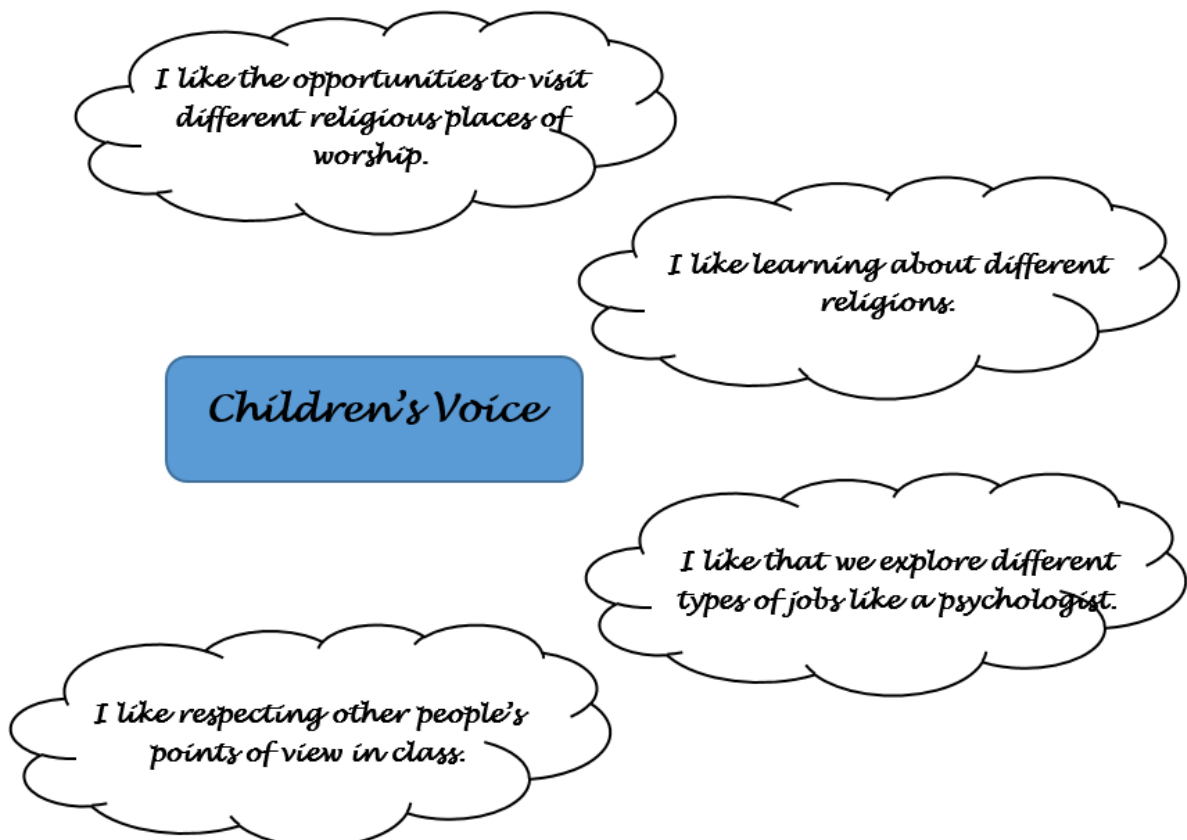 I like the opportunities to visit
different religious places of
worship.
I like learning about different
religions.
Children's Voice
I like that we explore different
types of jobs like a psychologist.
I like respecting other people's
points of view in class.